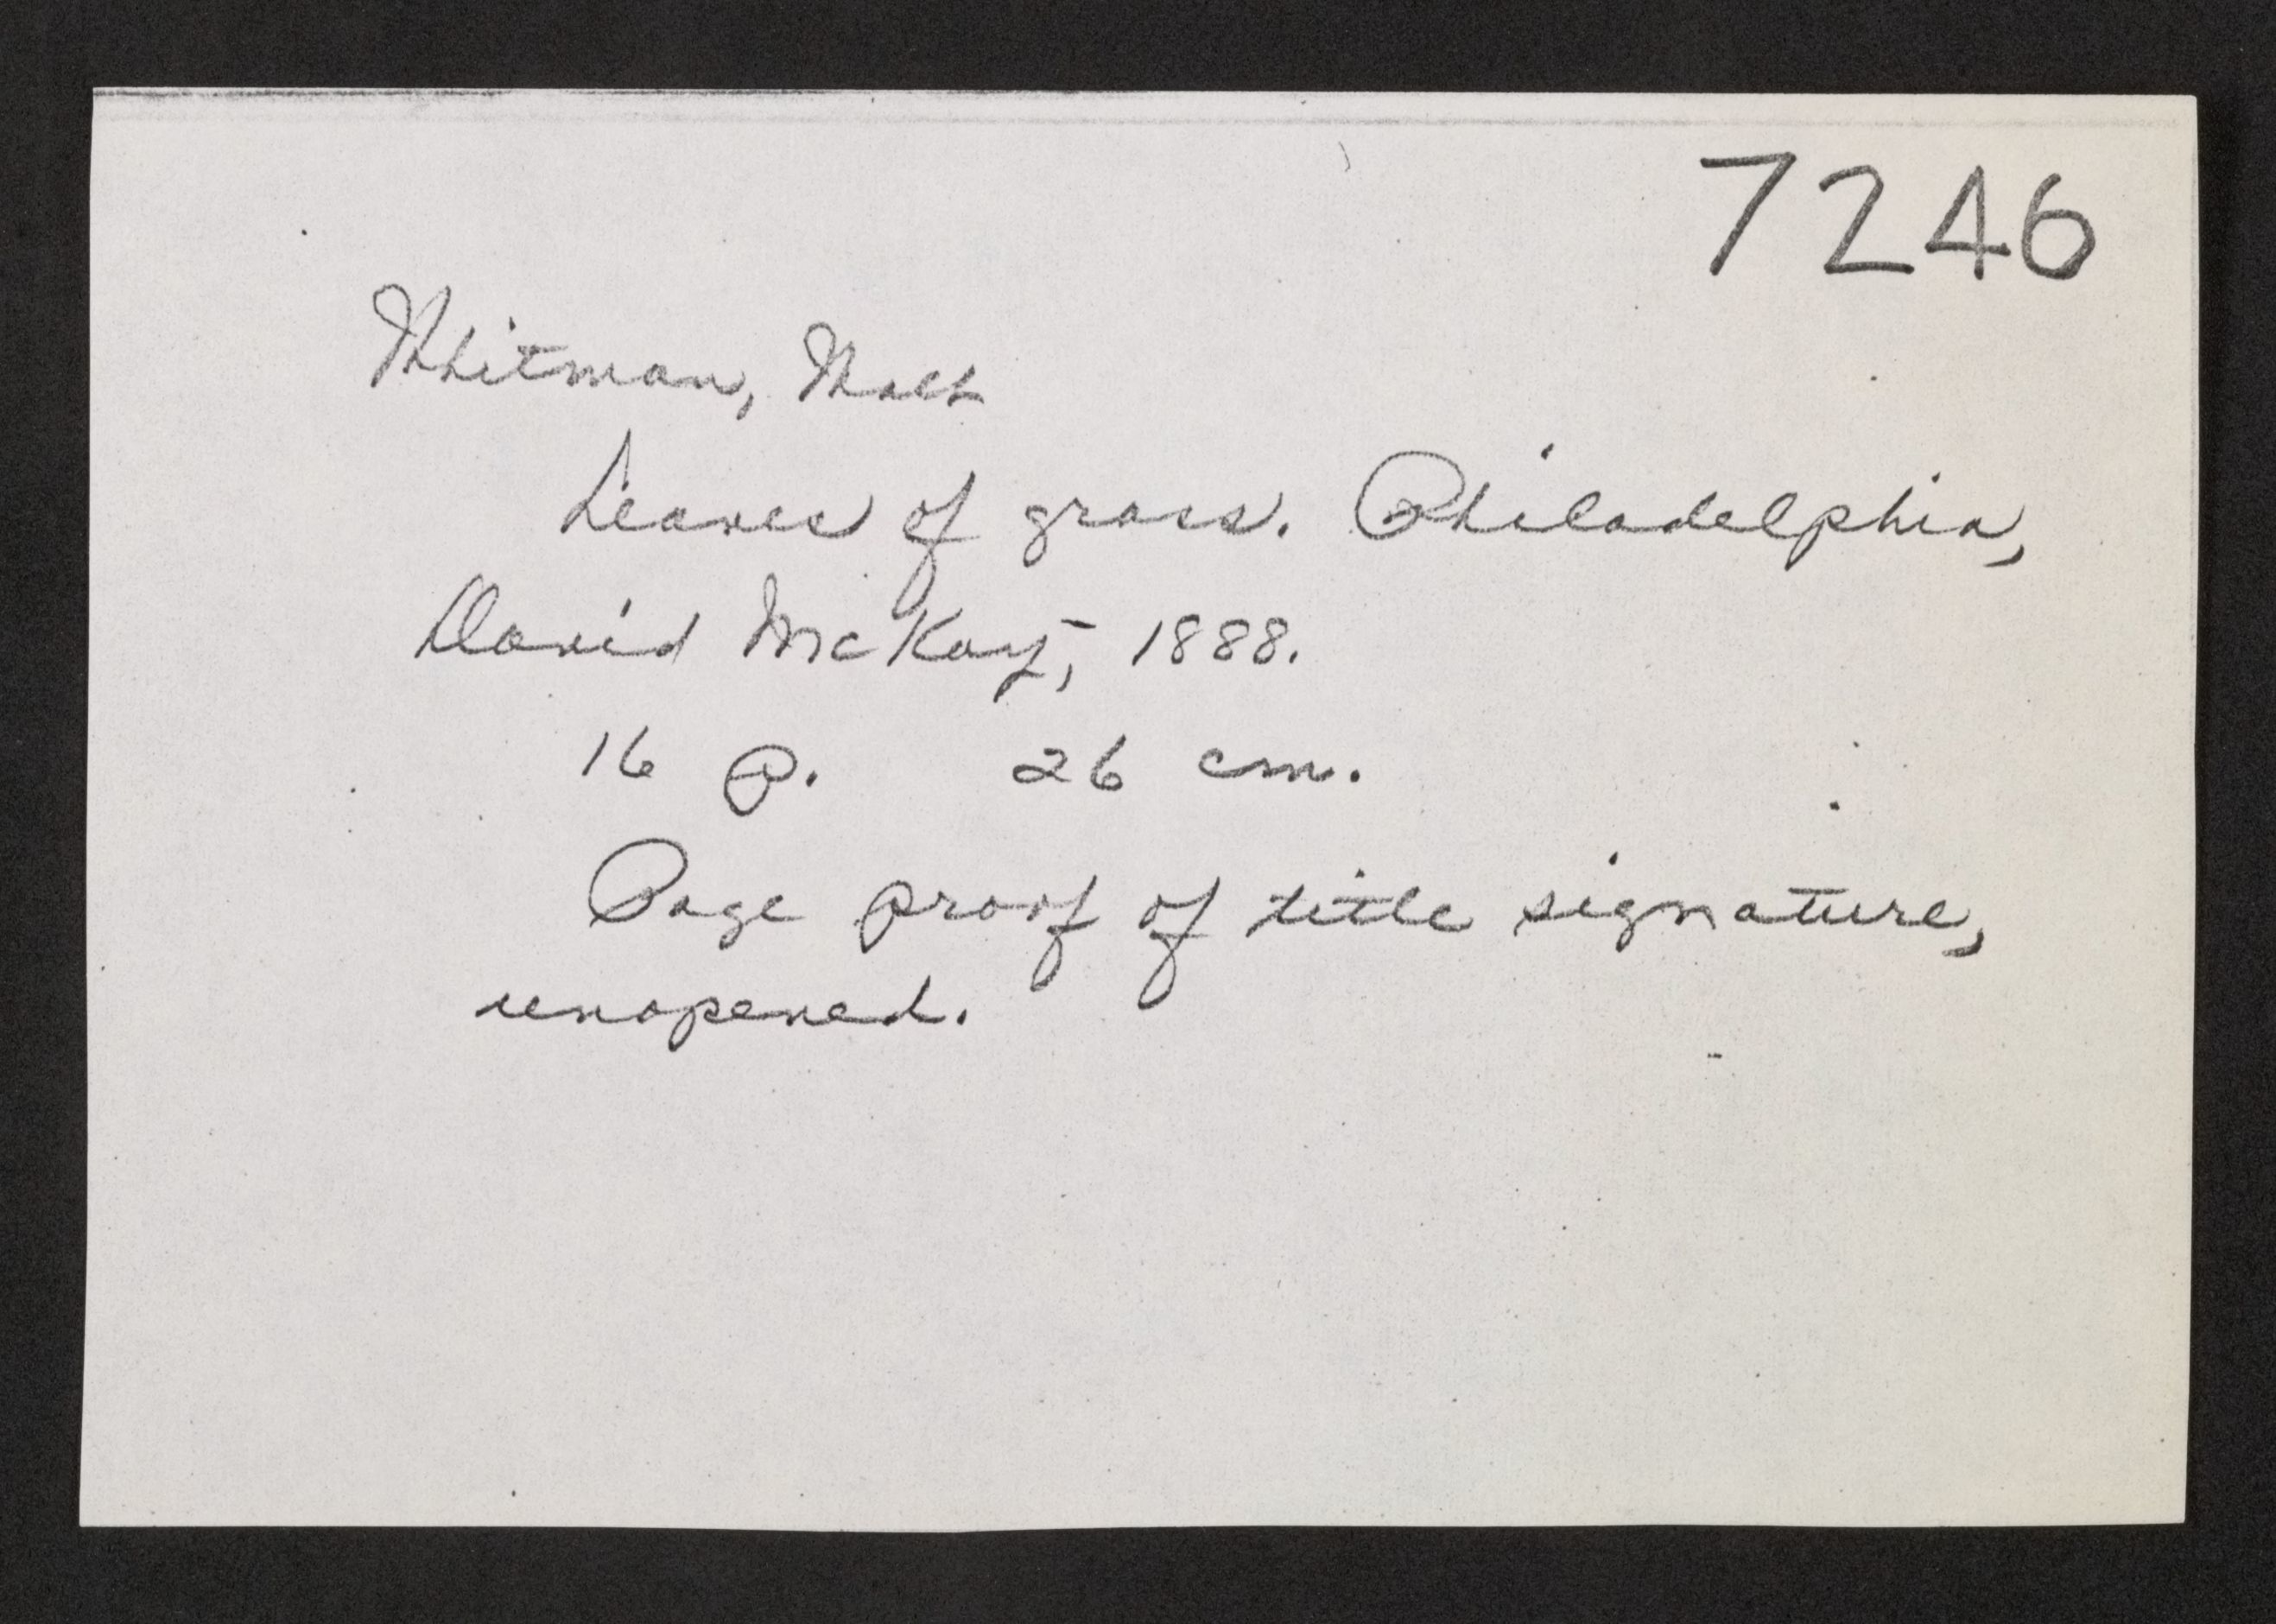 7246
Whitman, Walt
Leaves of grass. Philadelphia,
David McKay, 1888.
16 p. 26 cm.
Page proof of title signature,
unopened.